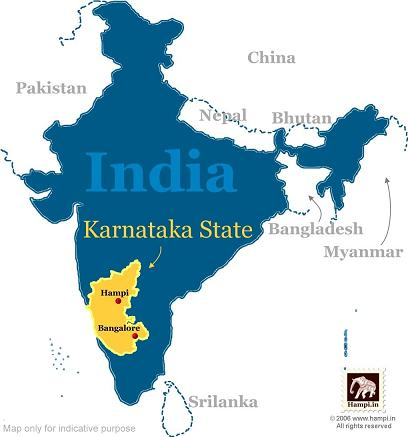 China
Pakistan
Nepal
Bhutan
India
Karnataka State
Bangladesh
Myanmar
Hampi
Bangalore
Hampi.in
Srilanka
© 2006 www.hampi.in
All rights reserved
Map only for indicative purpose